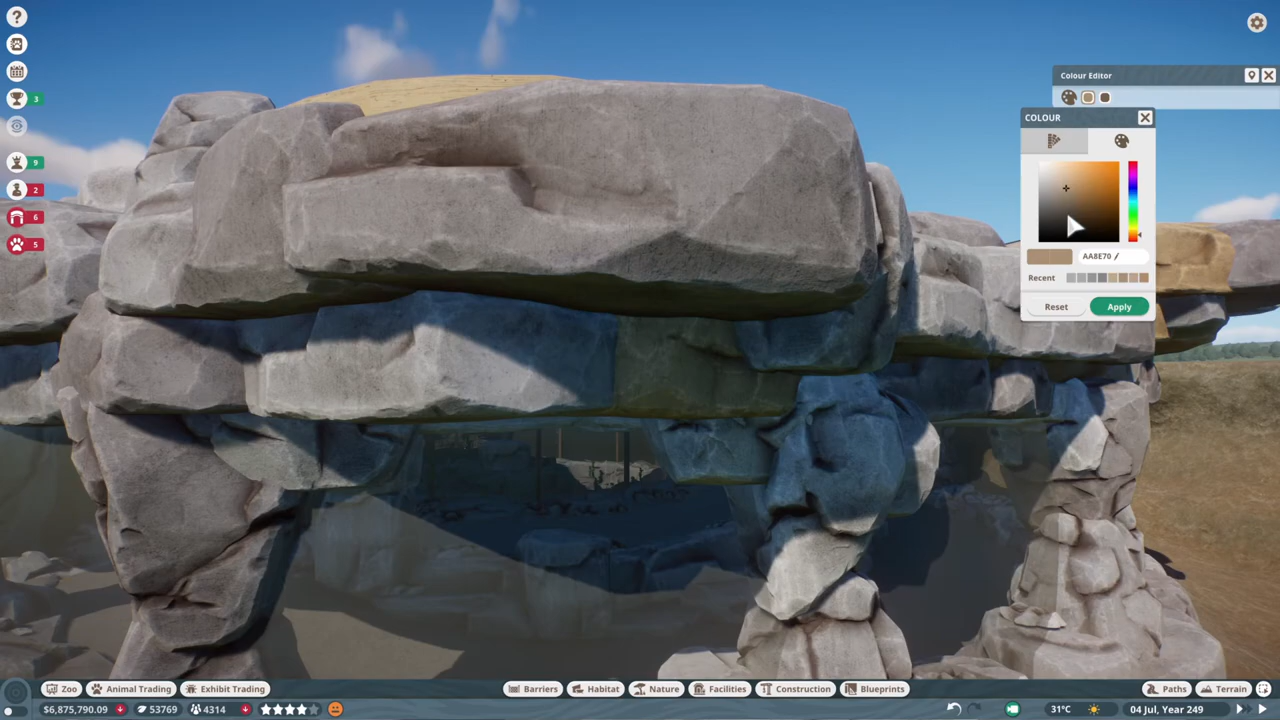 ?
3
9
2
6
5
Colour Editor
COLOUR
AA8E70
Recent
Reset
Apply
Zoo
Animal Trading
Exhibit Trading
Barriers
Habitat
Nature
Facilities
Construction
Blueprints
Paths
Terrain
$6,875,790.09
53769
4314
31°C
04 Jul, Year 249